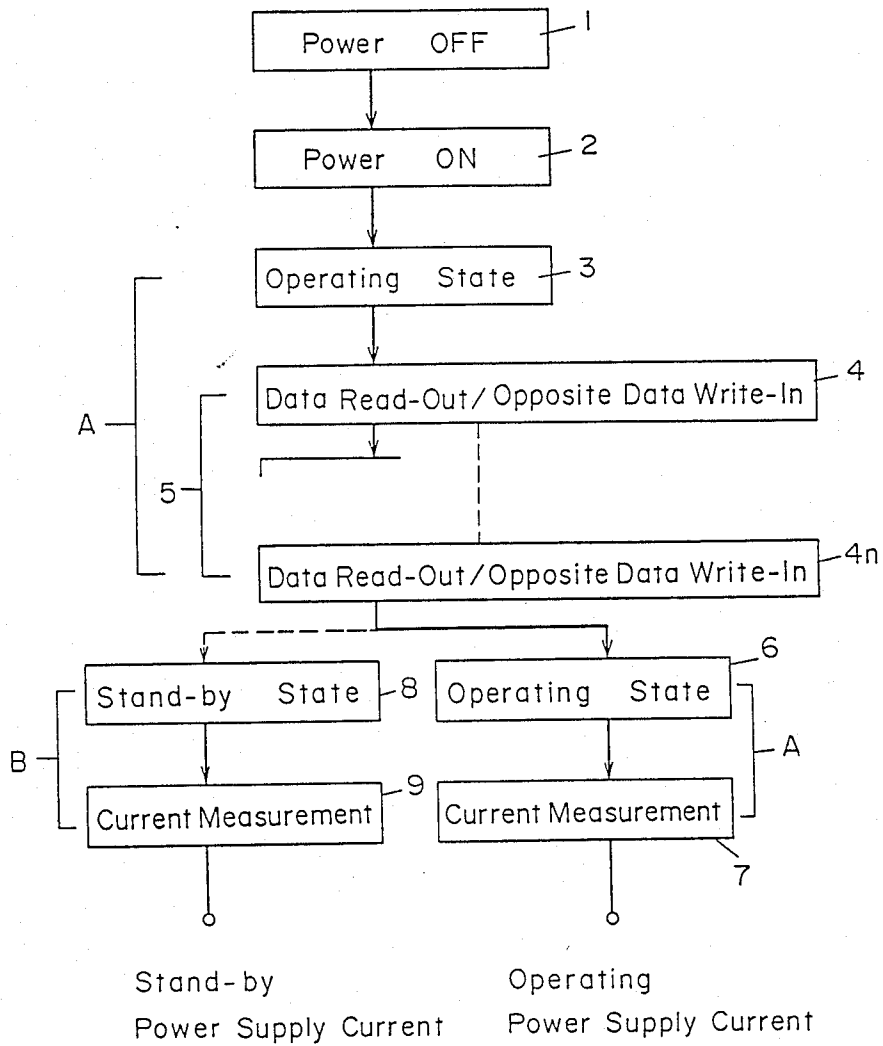 Power OFF
1
Power ON
2
Operating State
3
Data Read-Out/Opposite Data Write-In
4
A
5
Data Read-Out/Opposite Data Write-In
4n
Stand-by State
8
Operating State
6
B
A
Current Measurement
9
Current Measurement
7
Stand-by
Power Supply Current
Operating
Power Supply Current